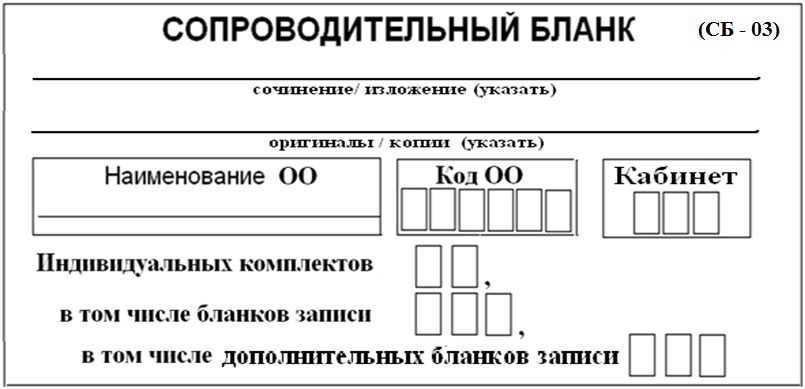 СОПРОВОДИТЕЛЬНЫЙ БЛАНК (СБ - 03)
сочинение/ изложение (указать)
оригиналы / копии (указать)
Наименование ОО Код ОО Кабинет
Индивидуальных комплектов ,
в том числе бланков записи ,
в том числе дополнительных бланков записи